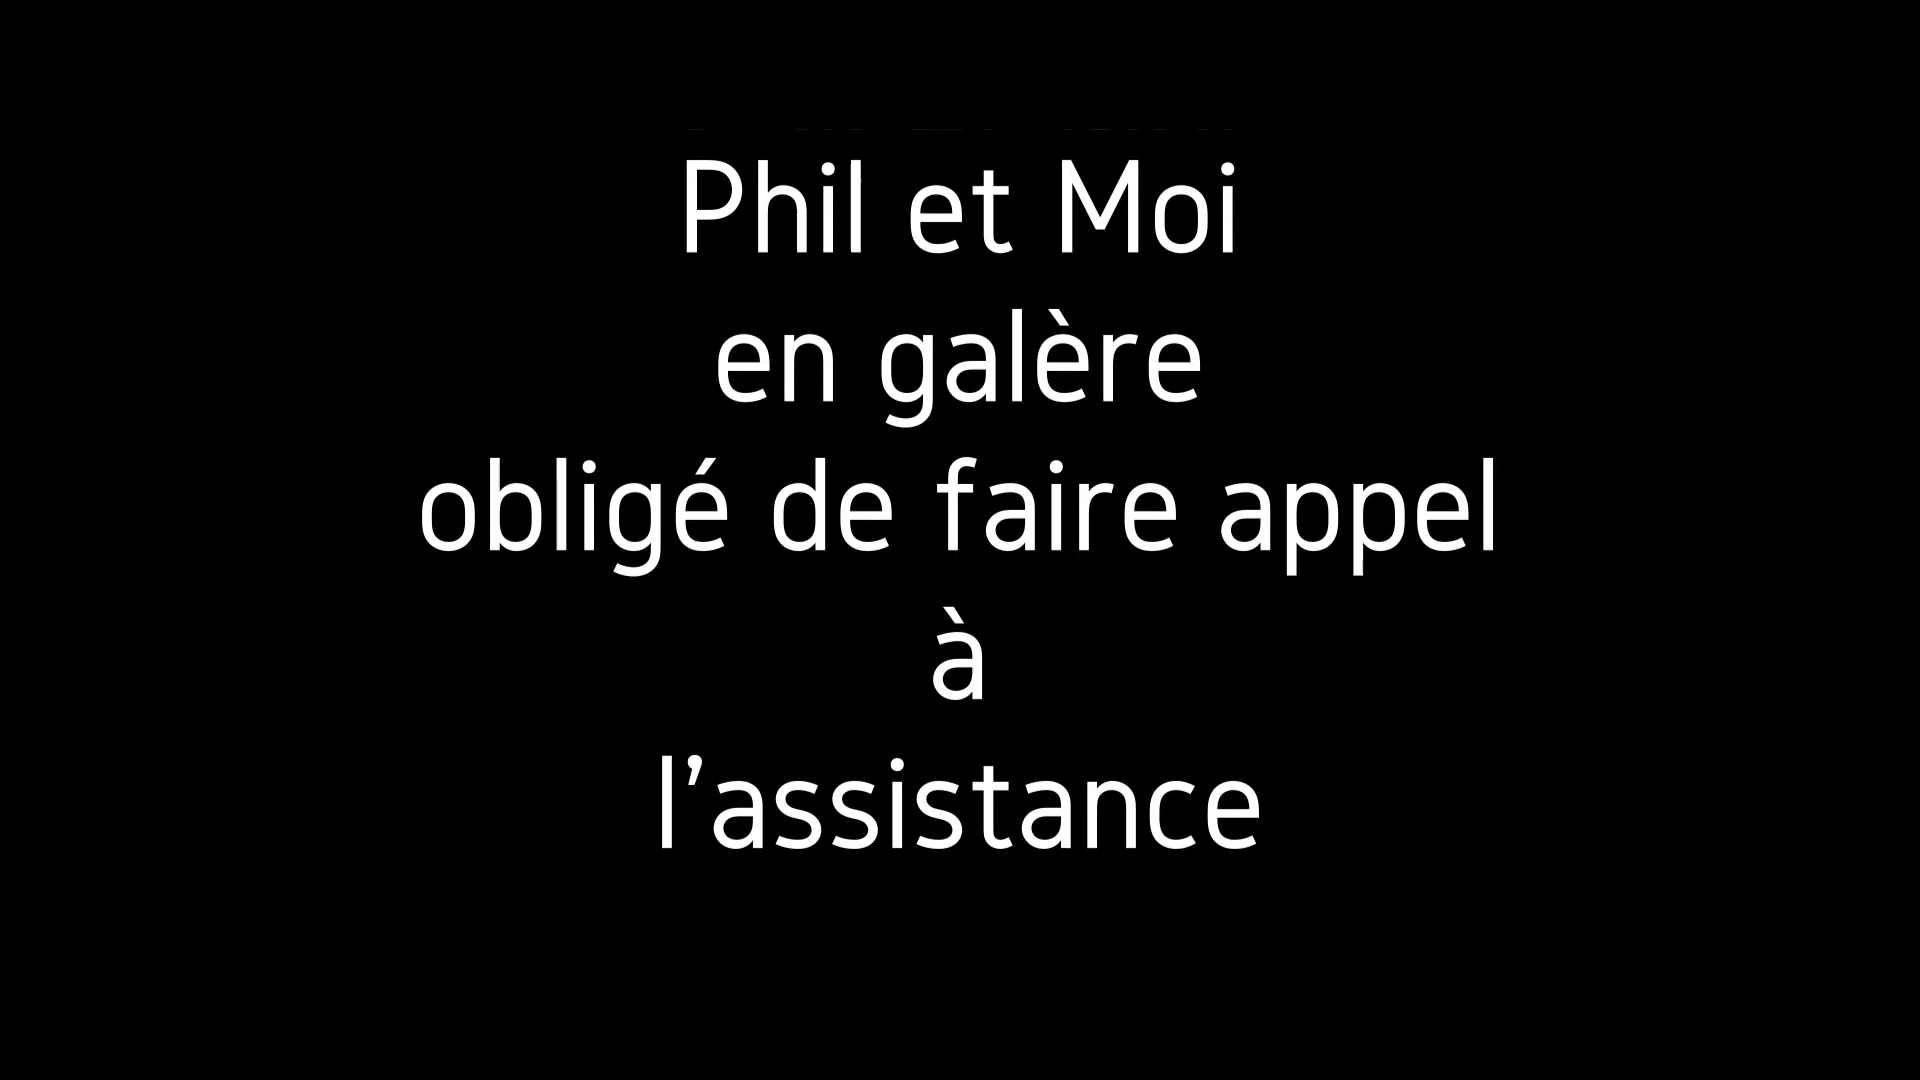 Phil et Moi
en galère
obligé de faire appel
à
l’assistance